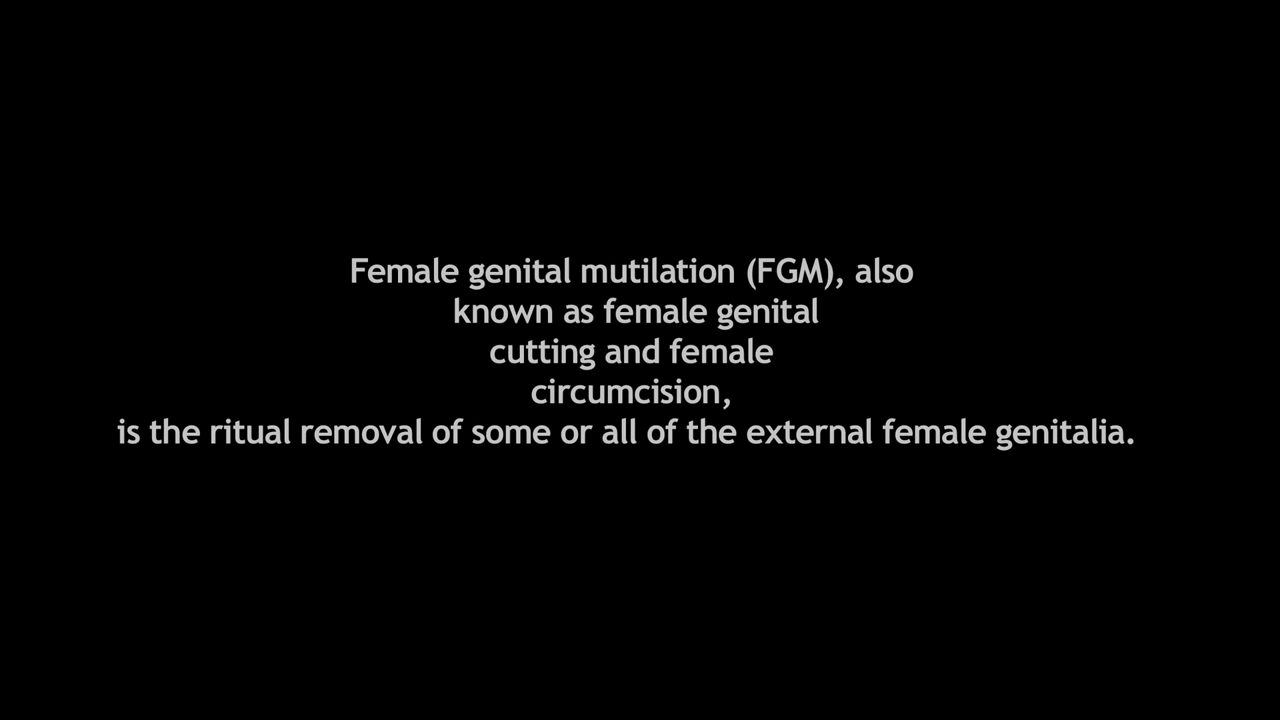 Female genital mutilation (FGM), also
known as female genital
cutting and female
circumcision,
is the ritual removal of some or all of the external female genitalia.